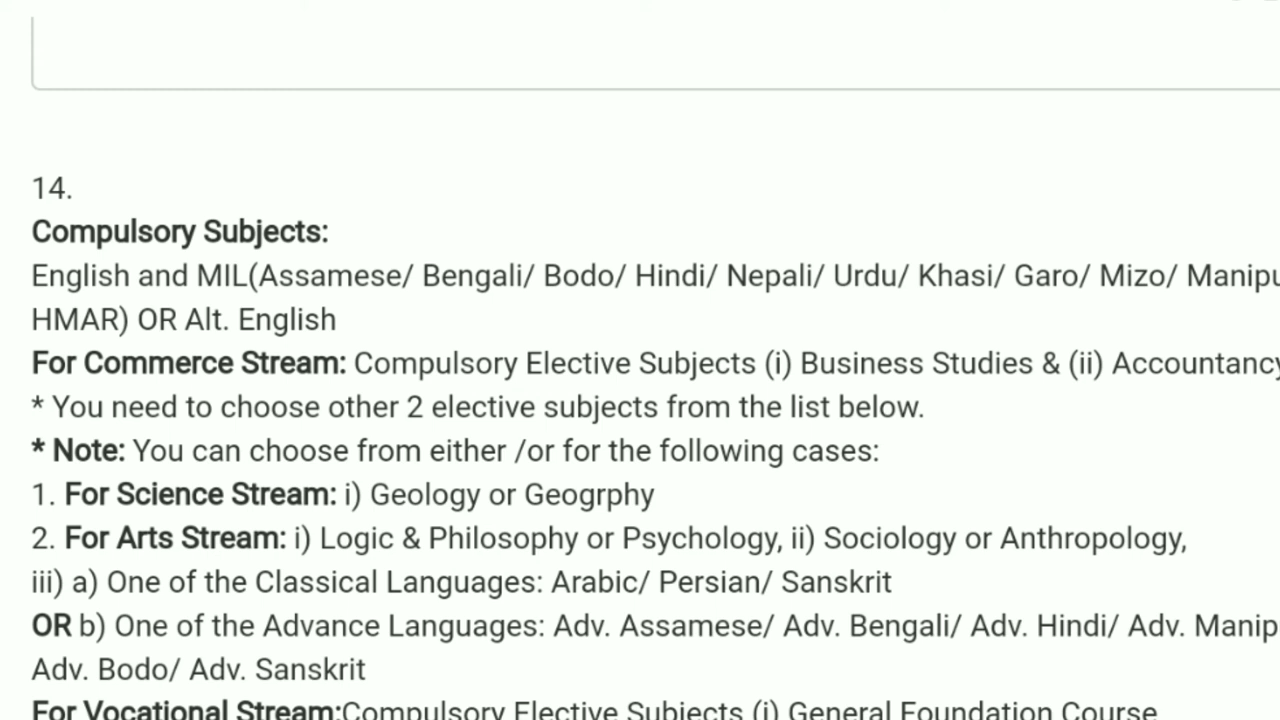 14.
Compulsory Subjects:
English and MIL(Assamese/ Bengali/ Bodo/ Hindi/ Nepali/ Urdu/ Khasi/ Garo/ Mizo/ Manipu
HMAR) OR Alt. English
For Commerce Stream: Compulsory Elective Subjects (i) Business Studies & (ii) Accountancy
* You need to choose other 2 elective subjects from the list below.
* Note: You can choose from either /or for the following cases:
1. For Science Stream: i) Geology or Geogrphy
2. For Arts Stream: i) Logic & Philosophy or Psychology, ii) Sociology or Anthropology,
iii) a) One of the Classical Languages: Arabic/ Persian/ Sanskrit
OR b) One of the Advance Languages: Adv. Assamese/ Adv. Bengali/ Adv. Hindi/ Adv. Manip
Adv. Bodo/ Adv. Sanskrit
For Vocational Stream:Compulsory Elective Subjects (i) General Foundation Course